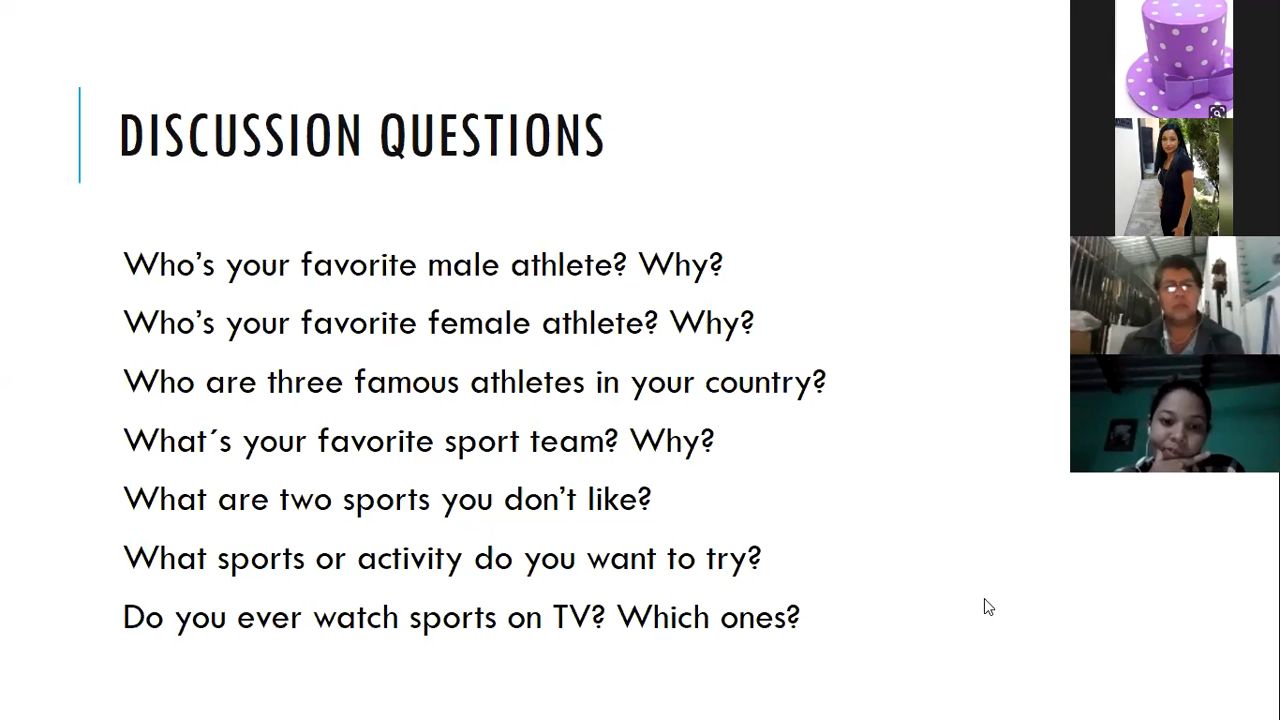 DISCUSSION QUESTIONS
Who’s your favorite male athlete? Why?
Who’s your favorite female athlete? Why?
Who are three famous athletes in your country?
What´s your favorite sport team? Why?
What are two sports you don’t like?
What sports or activity do you want to try?
Do you ever watch sports on TV? Which ones?